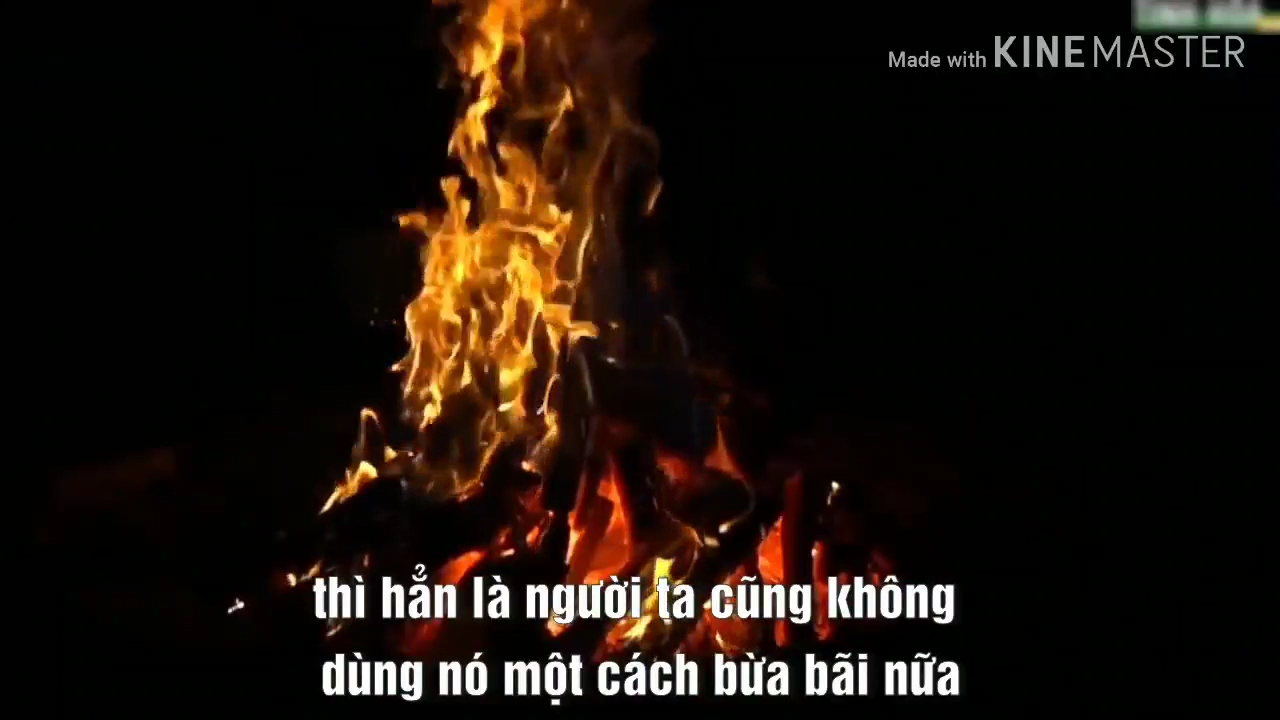 Made with KINEMASTER
thì hẳn là người ta cũng không
dùng nó một cách bừa bãi nữa